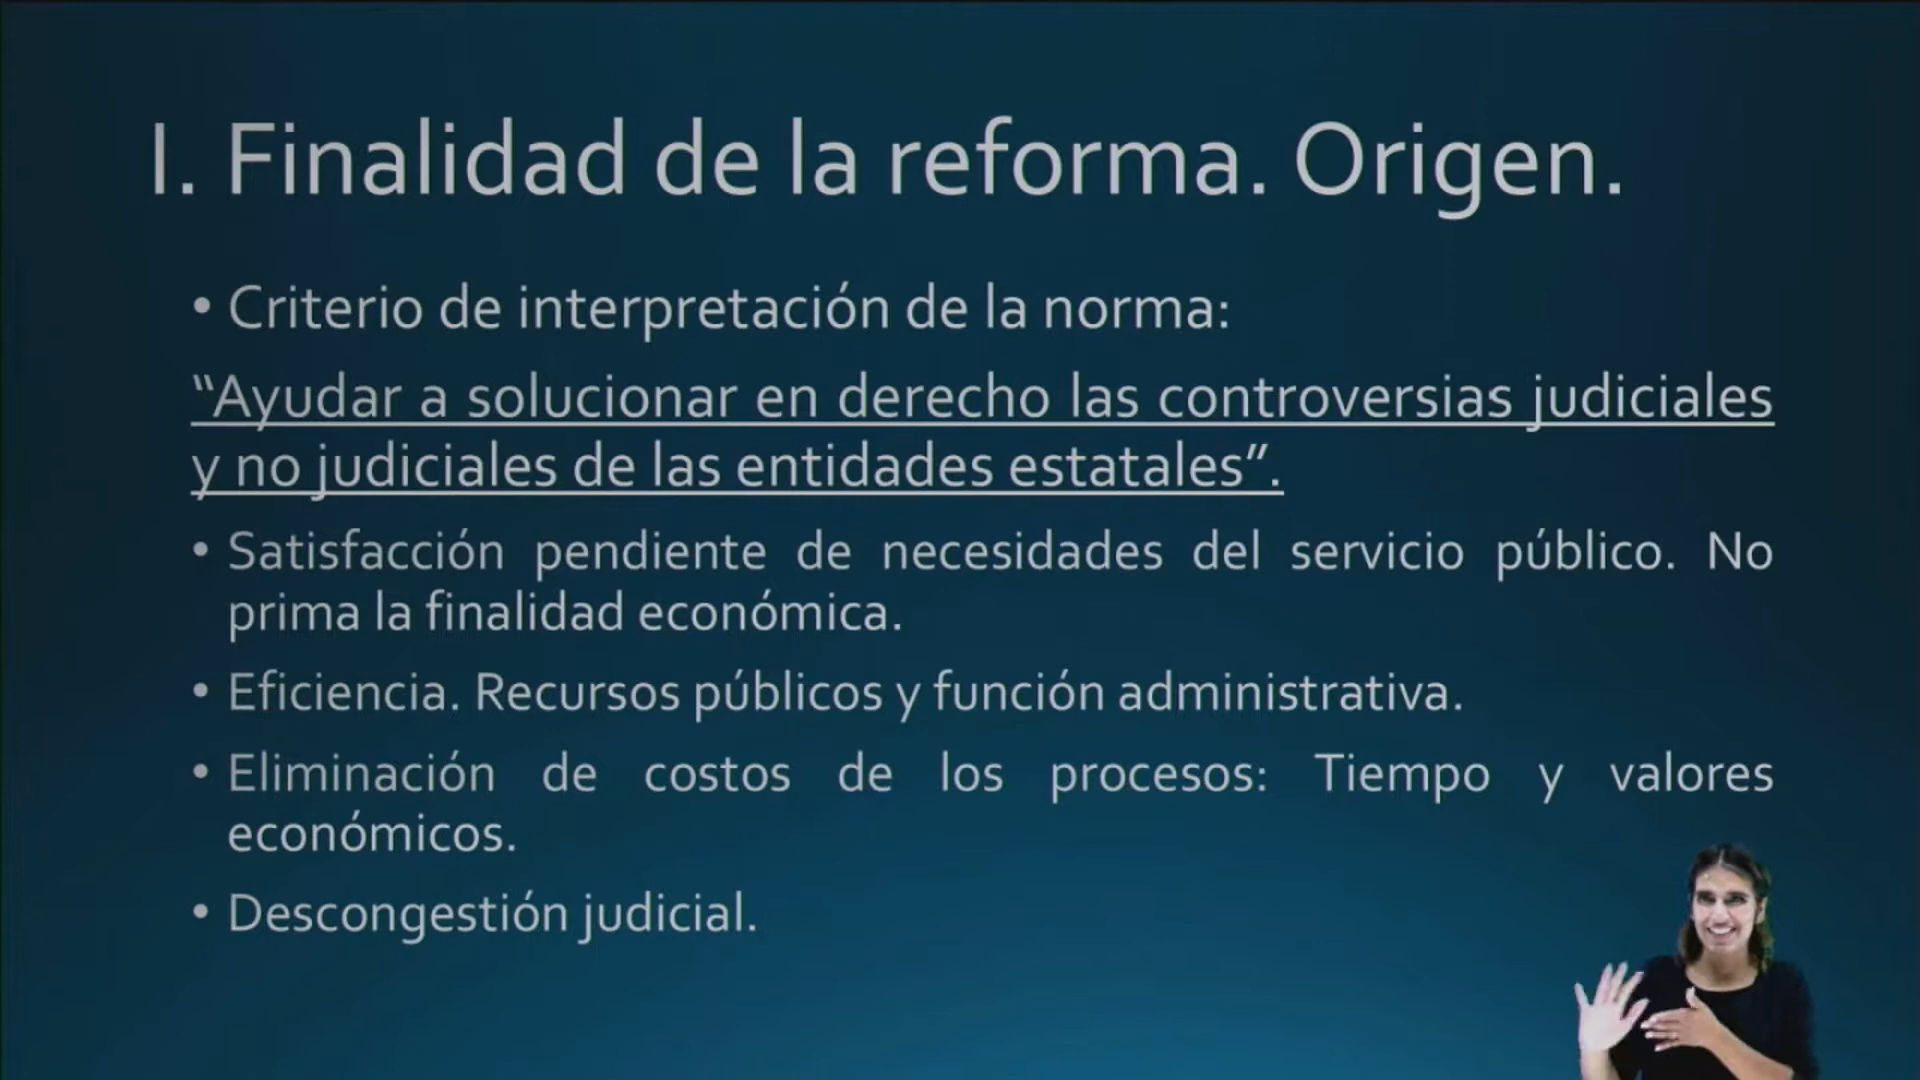 I. Finalidad de la reforma. Origen.
• Criterio de interpretación de la norma:
“Ayudar a solucionar en derecho las controversias judiciales
y no judiciales de las entidades estatales”.
• Satisfacción pendiente de necesidades del servicio público. No
prima la finalidad económica.
• Eficiencia. Recursos públicos y función administrativa.
• Eliminación de costos de los procesos: Tiempo y valores
económicos.
• Descongestión judicial.